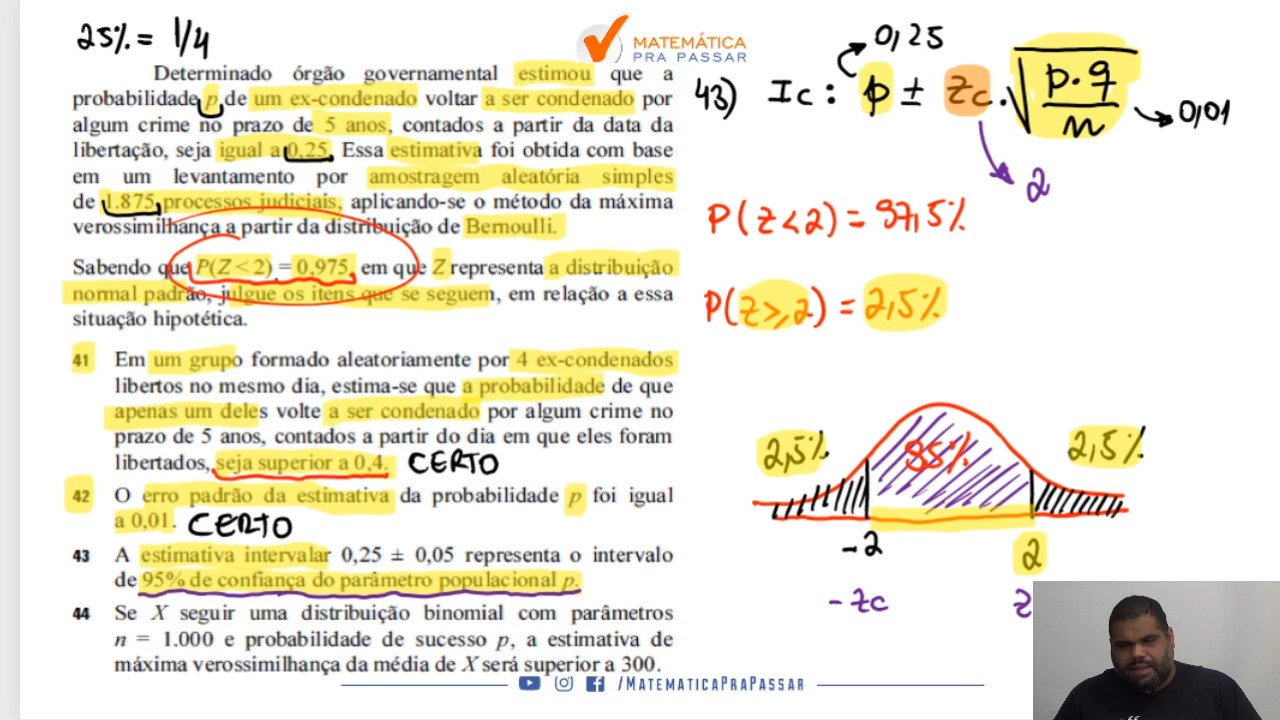 25% = 1/4
MATEMÁTICA
PRA PASSAR
Determinado órgão governamental estimou que a
probabilidade p de um ex-condenado voltar a ser condenado por
algum crime no prazo de 5 anos, contados a partir da data da
libertação, seja igual a 0,25. Essa estimativa foi obtida com base
em um levantamento por amostragem aleatória simples
de 1.875 processos judiciais, aplicando-se o método da máxima
verossimilhança a partir da distribuição de Bernoulli.
Sabendo que P(Z < 2) = 0,975, em que Z representa a distribuição
normal padrão, julgue os itens que se seguem, em relação a essa
situação hipotética.
41 Em um grupo formado aleatoriamente por 4 ex-condenados
libertos no mesmo dia, estima-se que a probabilidade de que
apenas um deles volte a ser condenado por algum crime no
prazo de 5 anos, contados a partir do dia em que eles foram
libertados, seja superior a 0,4. CERTO
42 O erro padrão da estimativa da probabilidade p foi igual
a 0,01. CERTO
43 A estimativa intervalar 0,25 ± 0,05 representa o intervalo
de 95% de confiança do parâmetro populacional p.
44 Se X seguir uma distribuição binomial com parâmetros
n = 1.000 e probabilidade de sucesso p, a estimativa de
máxima verossimilhança da média de X será superior a 300.
0,25
43) Ic: p ± zc. √ p.q / n
0,01
2
P(Z < 2) = 97,5%
P(Z ≥ 2) = 2,5%
2,5% 95% 2,5%
-2 2
-Zc Z
/MATEMATICAPRAPASSAR